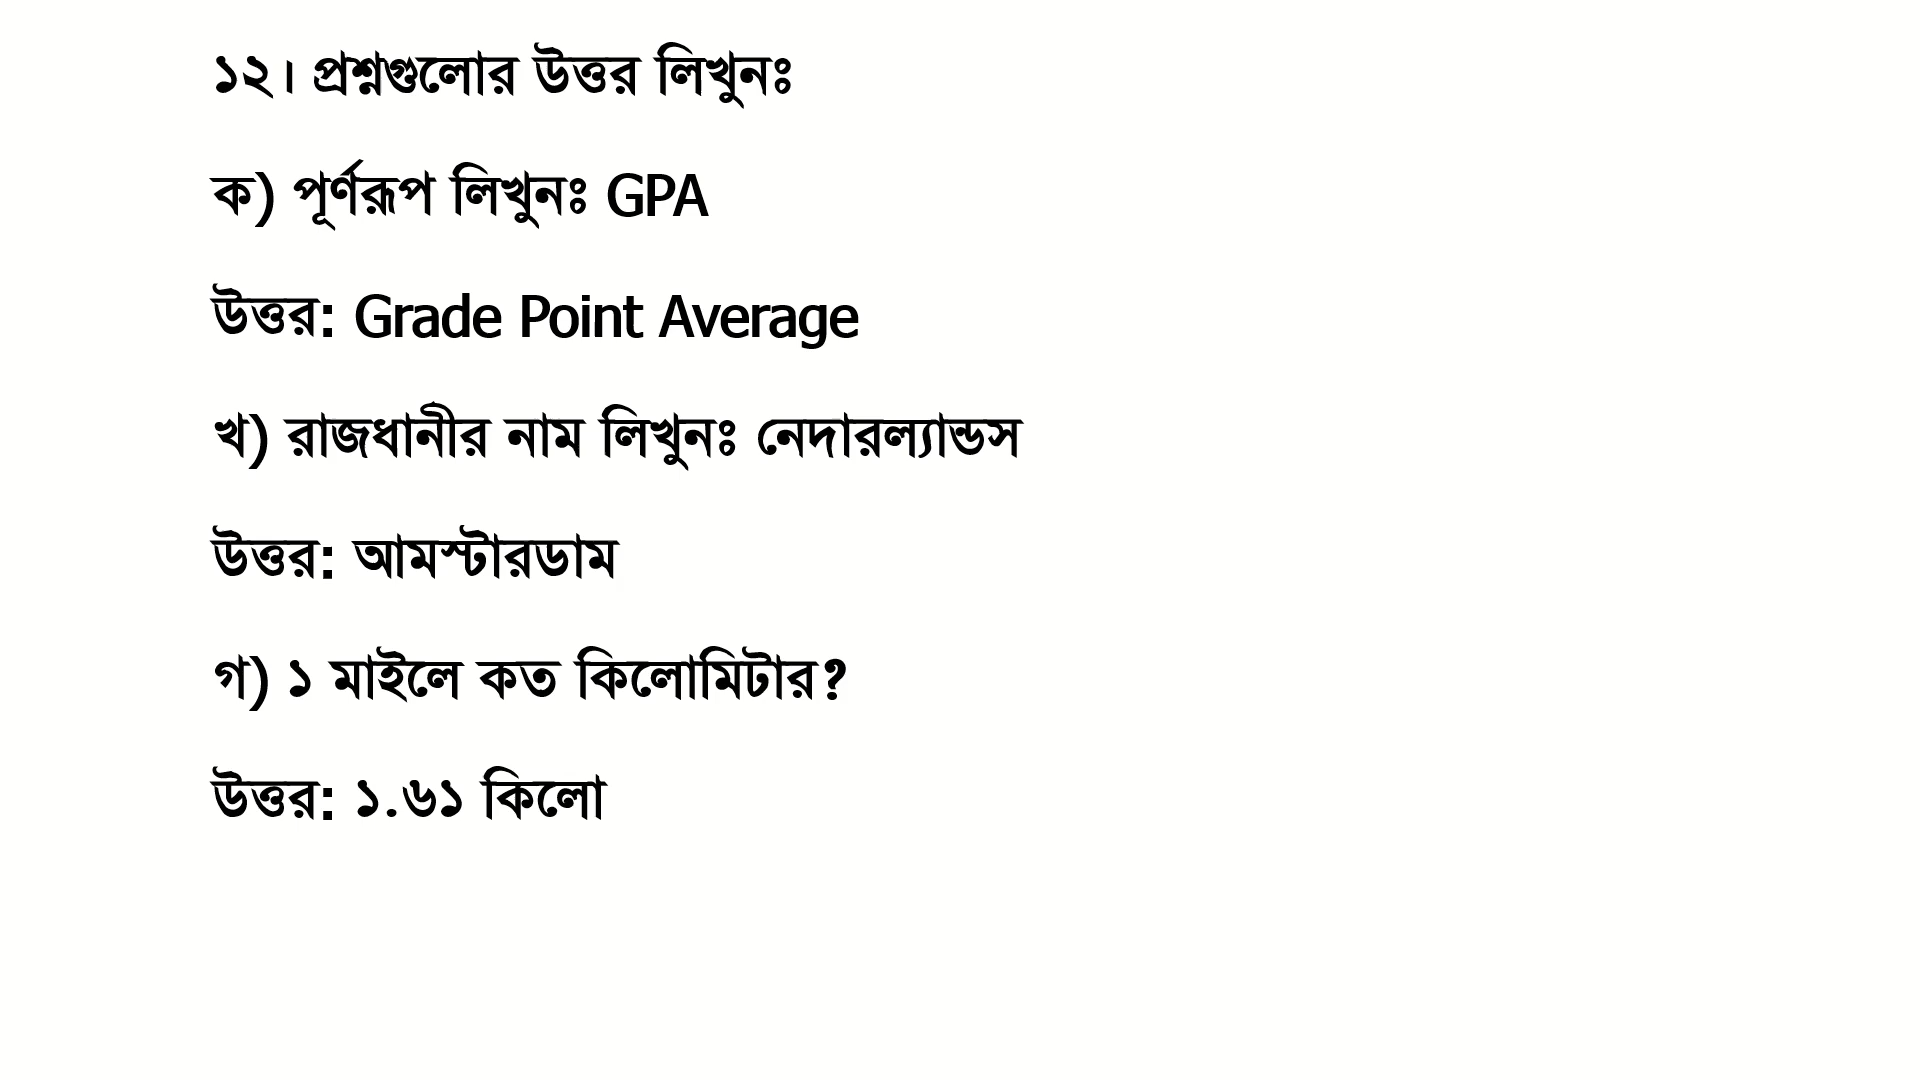 ১২। প্রশ্নগুলোর উত্তর লিখুনঃ
ক) পূর্ণরূপ লিখুনঃ GPA
উত্তর: Grade Point Average
খ) রাজধানীর নাম লিখুনঃ নেদারল্যান্ডস
উত্তর: আমস্টারডাম
গ) ১ মাইলে কত কিলোমিটার?
উত্তর: ১.৬১ কিলো